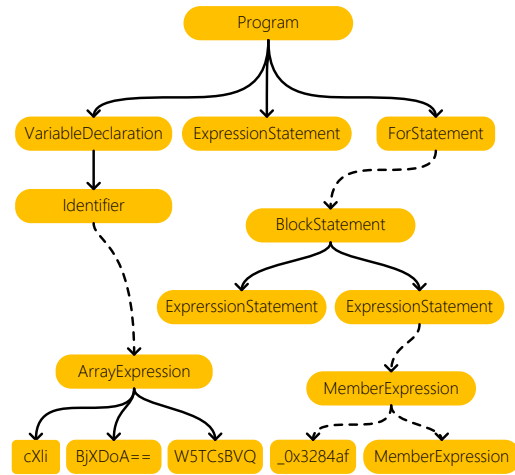 Program
VariableDeclaration
ExpressionStatement
ForStatement
Identifier
BlockStatement
ExprerssionStatement
ExpressionStatement
ArrayExpression
MemberExpression
cXli
BjXDoA==
W5TCsBVQ
_0x3284af
MemberExpression